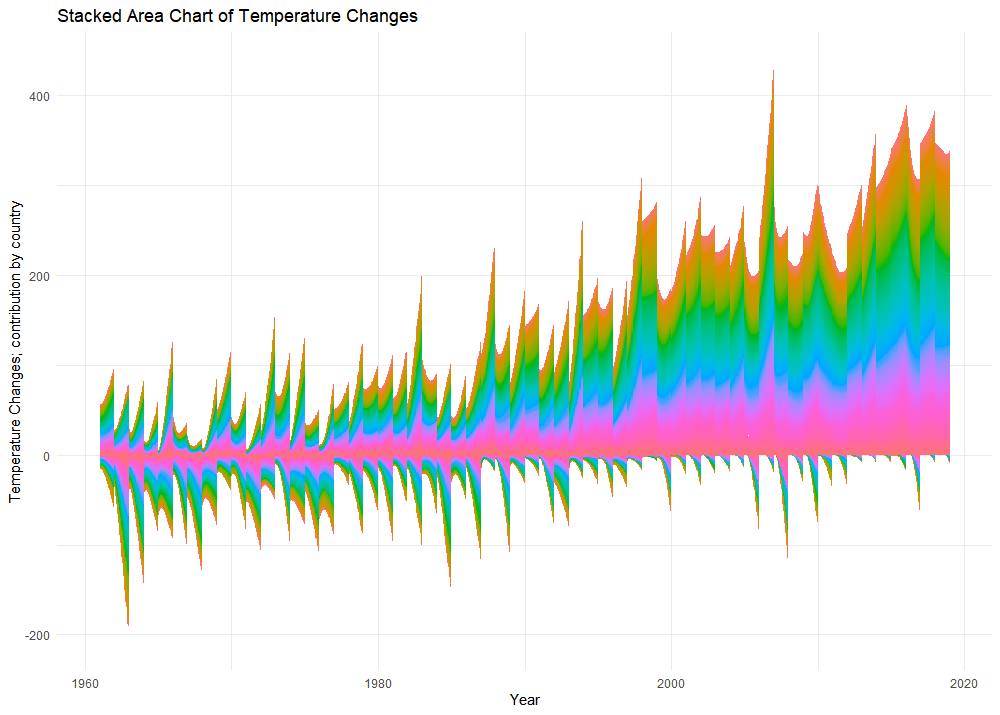 Stacked Area Chart of Temperature Changes
Temperature Changes; contribution by country
400
200
0
-200
1960
1980
2000
2020
Year